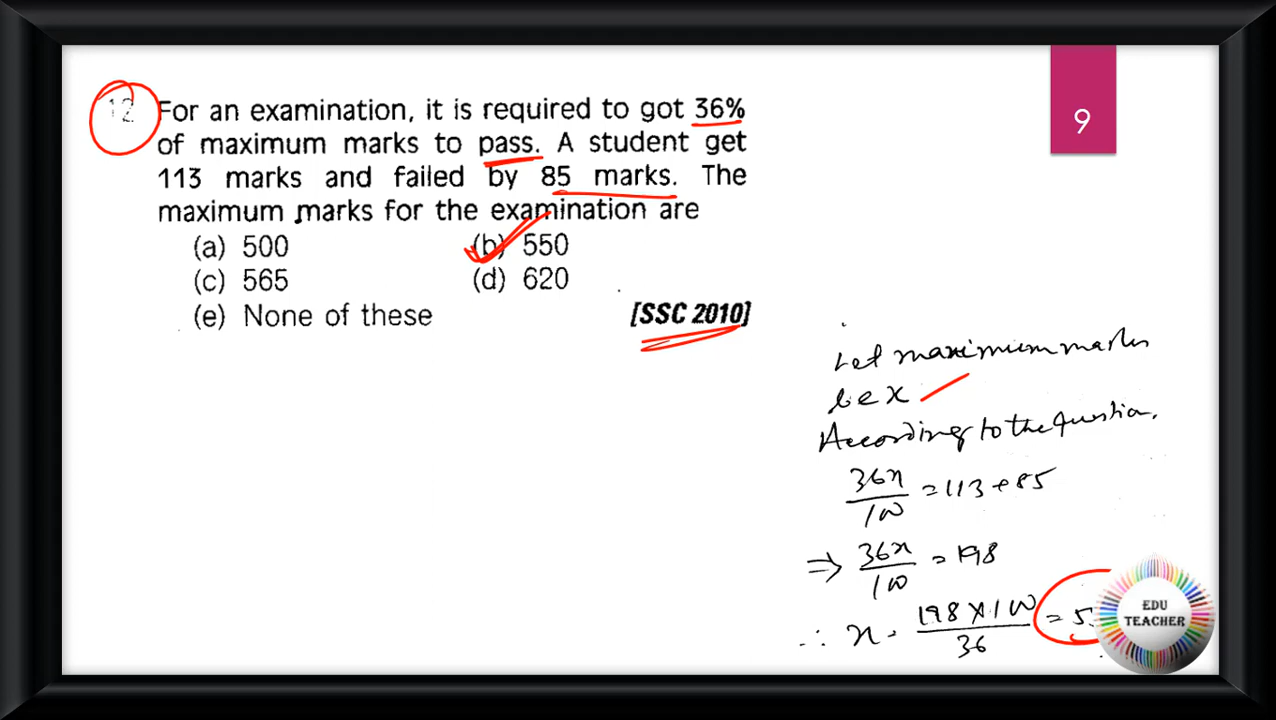 9
12 For an examination, it is required to got 36%
of maximum marks to pass. A student get
113 marks and failed by 85 marks. The
maximum marks for the examination are
(a) 500 (b) 550
(c) 565 (d) 620
(e) None of these [SSC 2010]
Let maximum marks
be x
According to the Question,
36x/100 = 113 + 85
⇒ 36x/100 = 198
∴ x = 198 × 100/36 = 5
EDU
TEACHER